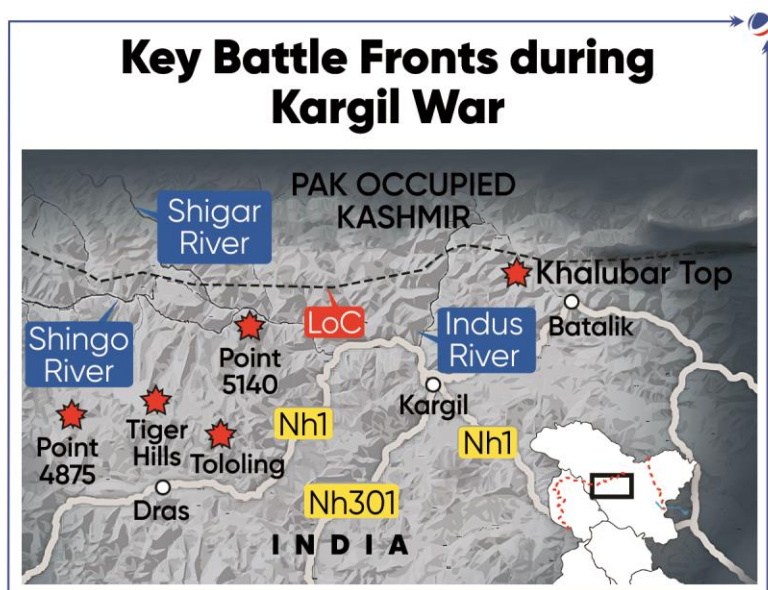 Key Battle Fronts during
Kargil War
PAK OCCUPIED
KASHMIR
Shigar
River
Khalubar Top
LoC
Indus
River
Batalik
Shingo
River
Point
5140
Kargil
Tiger
Hills
Point
4875
Tololing
Nh1
Nh1
Dras
Nh301
INDIA